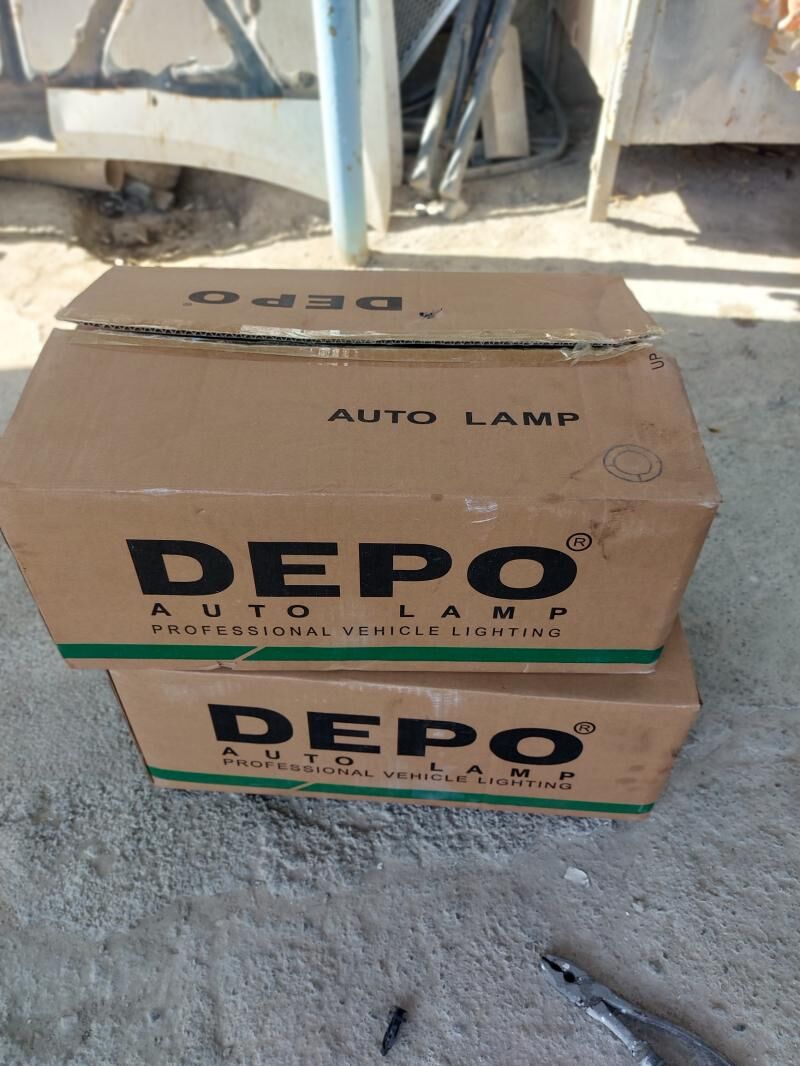 DEPO®
UP
AUTO LAMP
DEPO®
AUTO LAMP
PROFESSIONAL VEHICLE LIGHTING
DEPO®
AUTO LAMP
PROFESSIONAL VEHICLE LIGHTING